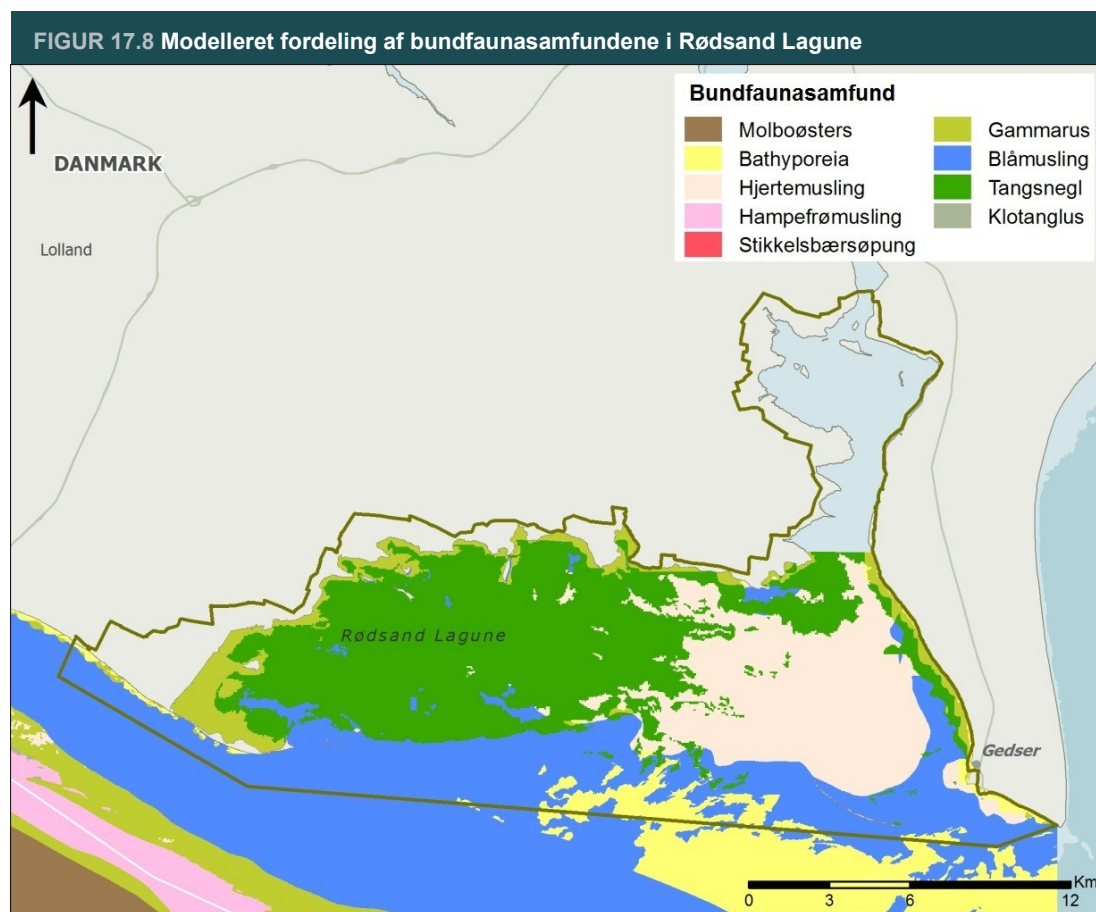 FIGUR 17.8 Modelleret fordeling af bundfaunasamfundene i Rødsand Lagune
Bundfaunasamfund
Molboøsters
Bathyporeia
Hjertemusling
Hampefrømusling
Stikkelsbærsøpung
Gammarus
Blåmusling
Tangsnegl
Klotanglus
DANMARK
Lolland
Rødsand Lagune
Gedser
Km
0 3 6 12